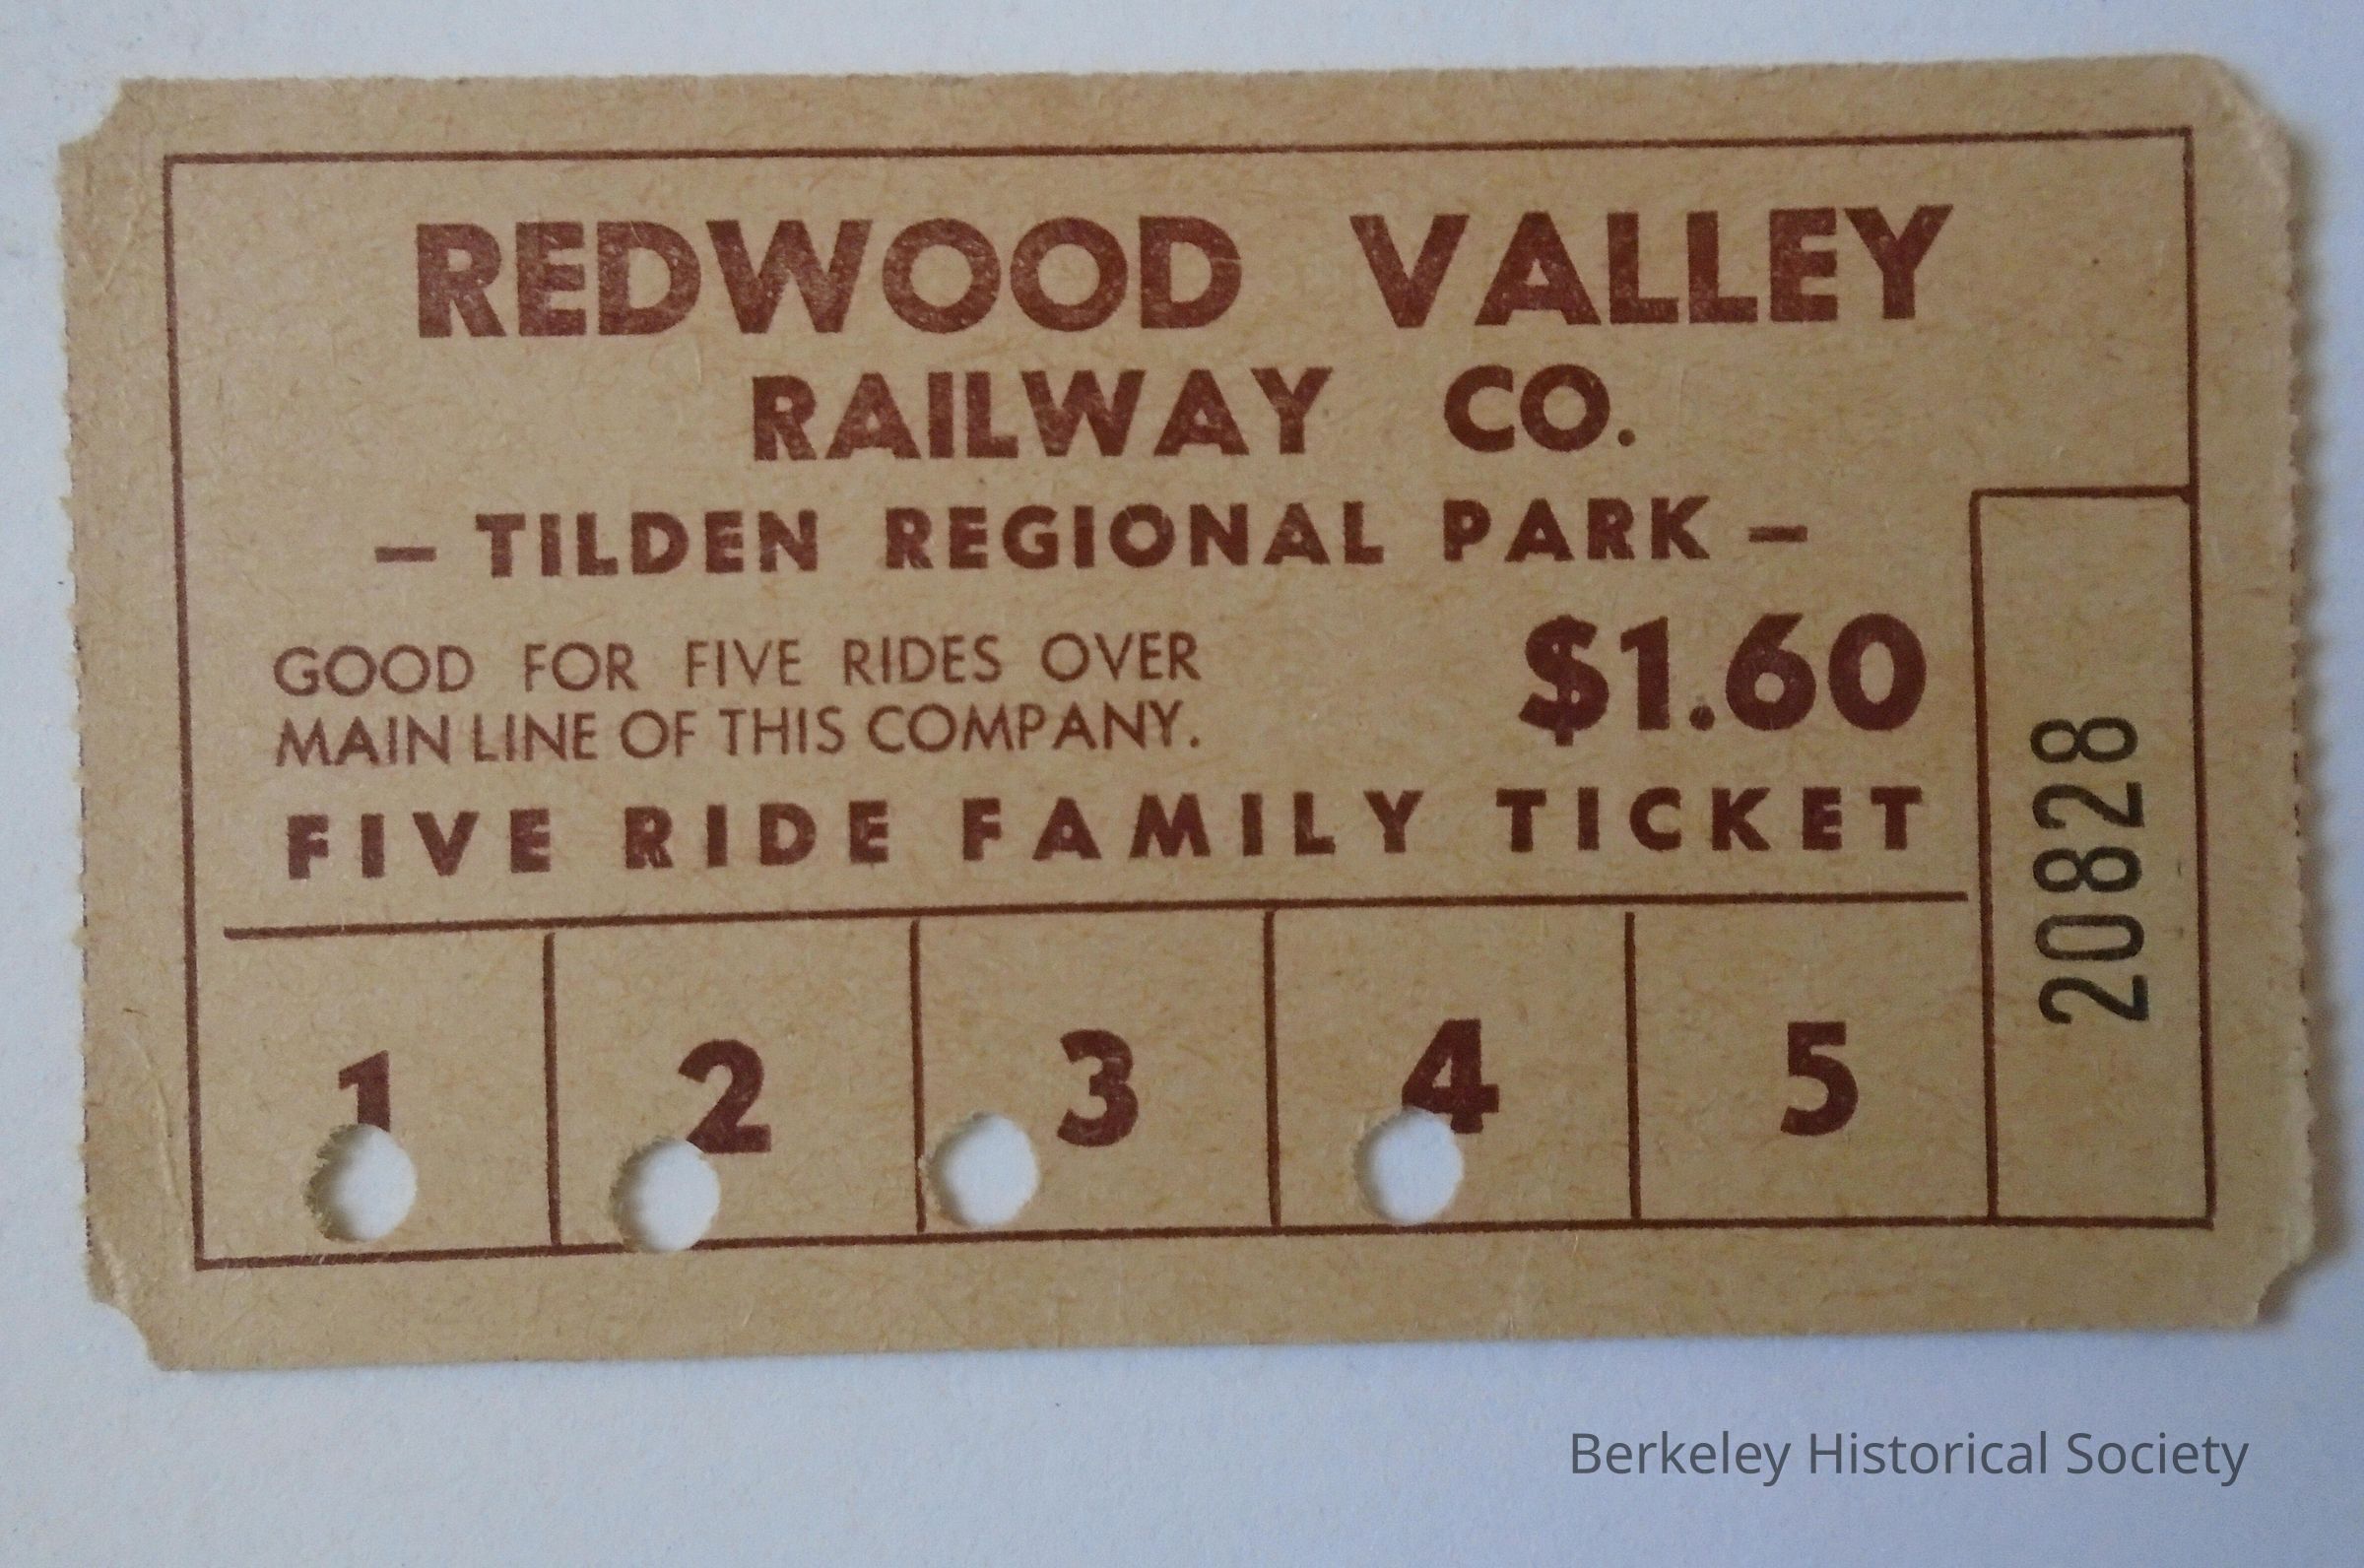 REDWOOD VALLEY
RAILWAY CO.
– TILDEN REGIONAL PARK –
GOOD FOR FIVE RIDES OVER
MAIN LINE OF THIS COMPANY.
$1.60
FIVE RIDE FAMILY TICKET
1 2 3 4 5
20828
Berkeley Historical Society